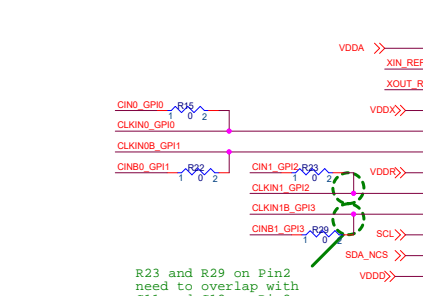 VDDA
XIN_REF
XOUT_R
CIN0_GPI0 R15
1 0 2
VDDX
CLKIN0_GPI0
CLKIN0B_GPI1
CINB0_GPI1 R22
1 0 2
CIN1_GPI2 R23
1 0 2
VDDR
CLKIN1_GPI2
CLKIN1B_GPI3
CINB1_GPI3 R29
1 0 2
SCL
SDA_NCS
VDDD
R23 and R29 on Pin2
need to overlap with